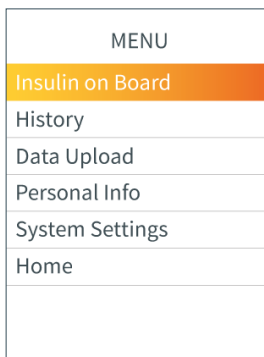 MENU
Insulin on Board
History
Data Upload
Personal Info
System Settings
Home